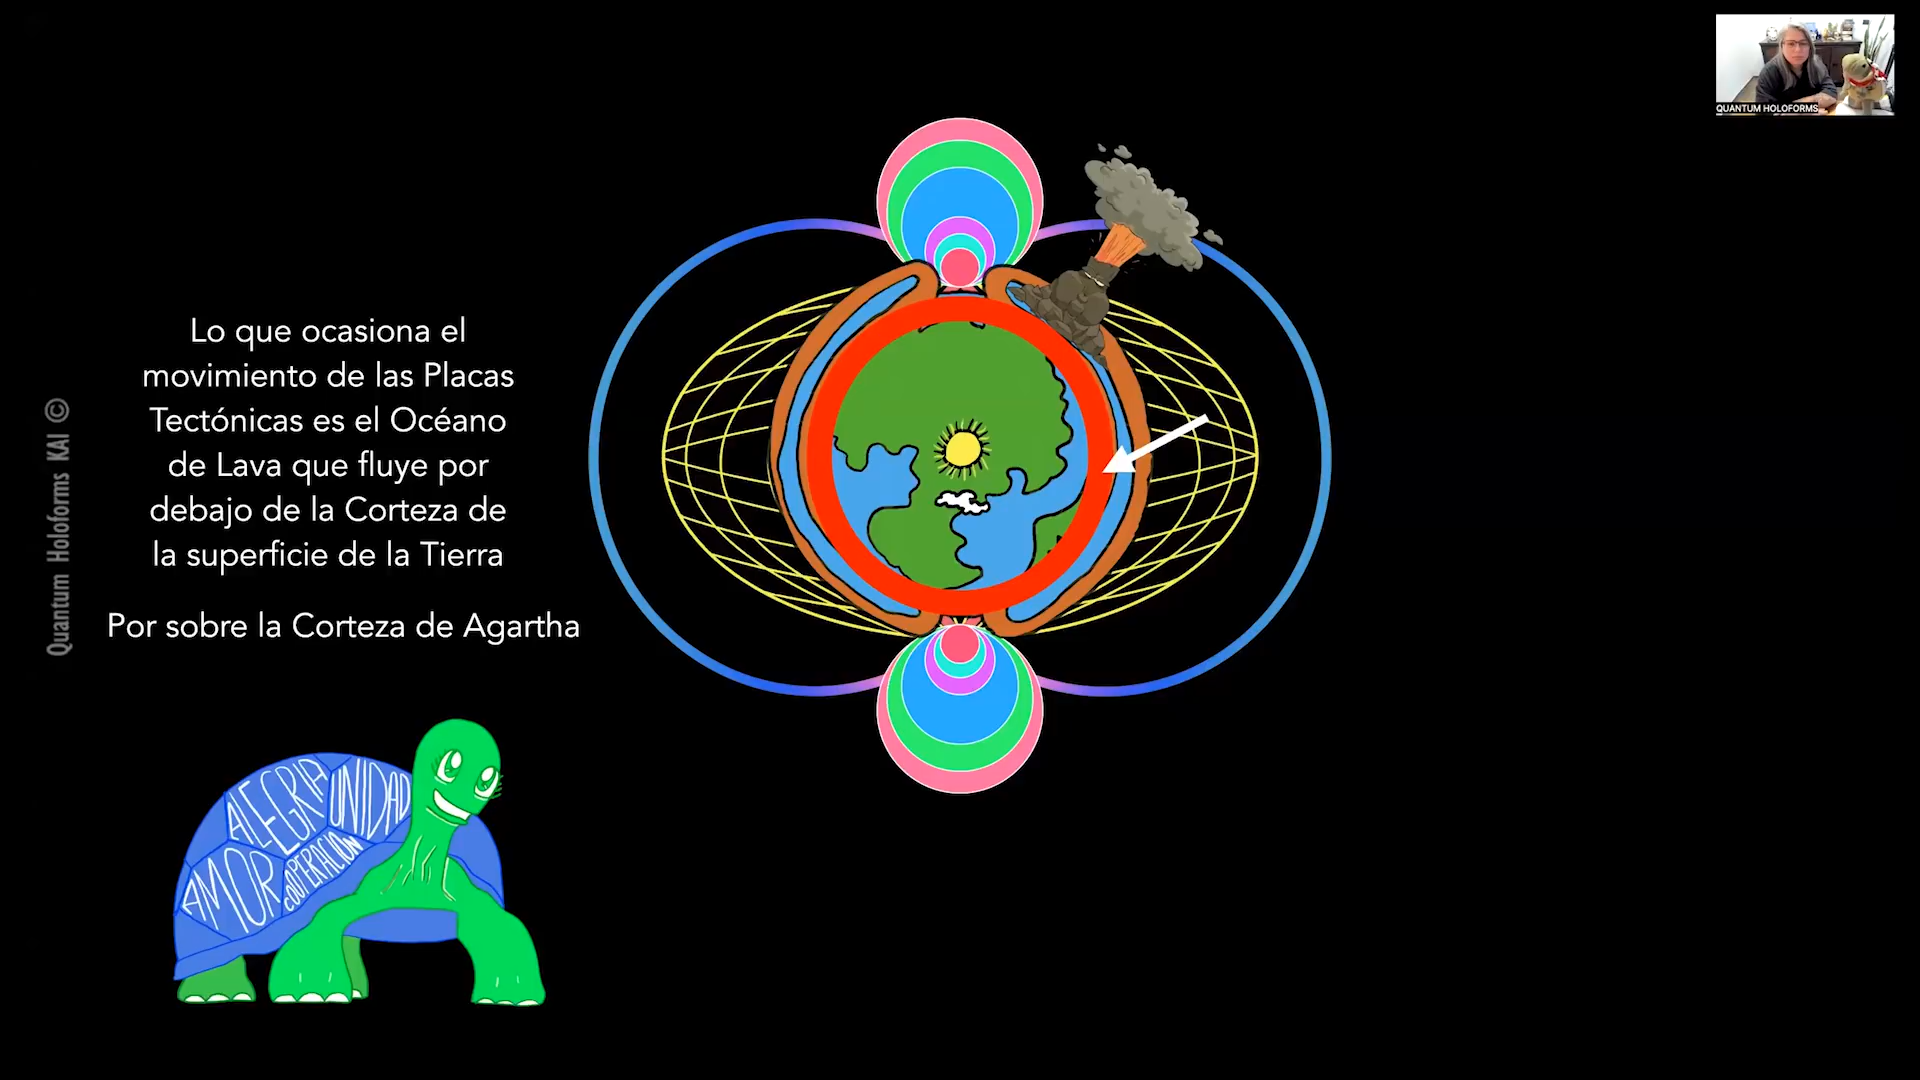 QUANTUM HOLOFORMS
Lo que ocasiona el
movimiento de las Placas
Tectónicas es el Océano
de Lava que fluye por
debajo de la Corteza de
la superficie de la Tierra
Por sobre la Corteza de Agartha
Quantum Holoforms KAI ©
ALEGRIA
UNIDAD
AMOR
COOPERACION